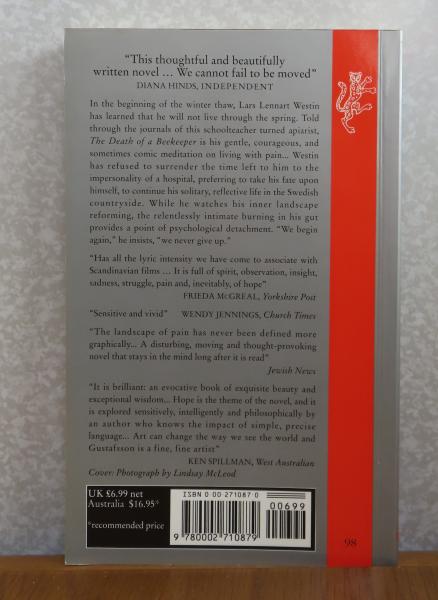 “This thoughtful and beautifully
written novel ... We cannot fail to be moved”
DIANA HINDS, INDEPENDENT
In the beginning of the winter thaw, Lars Lennart Westin
has learned that he will not live through the spring. Told
through the journals of this schoolteacher turned apiarist,
The Death of a Beekeeper is his gentle, courageous, and
sometimes comic meditation on living with pain... Westin
has refused to surrender the time left to him to the
impersonality of a hospital, preferring to take his fate upon
himself, to continue his solitary, reflective life in the Swedish
countryside. While he watches his inner landscape
reforming, the relentlessly intimate burning in his gut
provides a point of psychological detachment. “We begin
again,” he insists, “we never give up.”
“Has all the lyric intensity we have come to associate with
Scandinavian films ... It is full of spirit, observation, insight,
sadness, struggle, pain and, inevitably, of hope”
FRIEDA McGREAL, Yorkshire Post
“Sensitive and vivid” WENDY JENNINGS, Church Times
“The landscape of pain has never been defined more
graphically... A disturbing, moving and thought-provoking
novel that stays in the mind long after it is read”
Jewish News
“It is brilliant: an evocative book of exquisite beauty and
exceptional wisdom... Hope is the theme of the novel, and it
is explored sensitively, intelligently and philosophically by
an author who knows the impact of simple, precise
language... Art can change the way we see the world and
Gustafsson is a fine, fine artist”
KEN SPILLMAN, West Australian
Cover: Photograph by Lindsay McLeod
UK £6.99 net
Australia $16.95*
*recommended price
ISBN 0 00 271087 0
00699
9 780002 710879
98